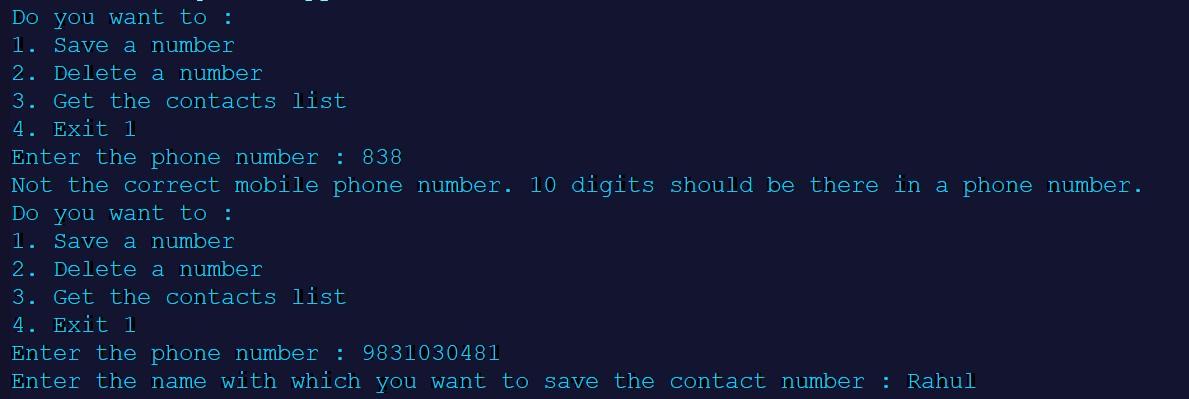 Do you want to :
1. Save a number
2. Delete a number
3. Get the contacts list
4. Exit 1
Enter the phone number : 838
Not the correct mobile phone number. 10 digits should be there in a phone number.
Do you want to :
1. Save a number
2. Delete a number
3. Get the contacts list
4. Exit 1
Enter the phone number : 9831030481
Enter the name with which you want to save the contact number : Rahul